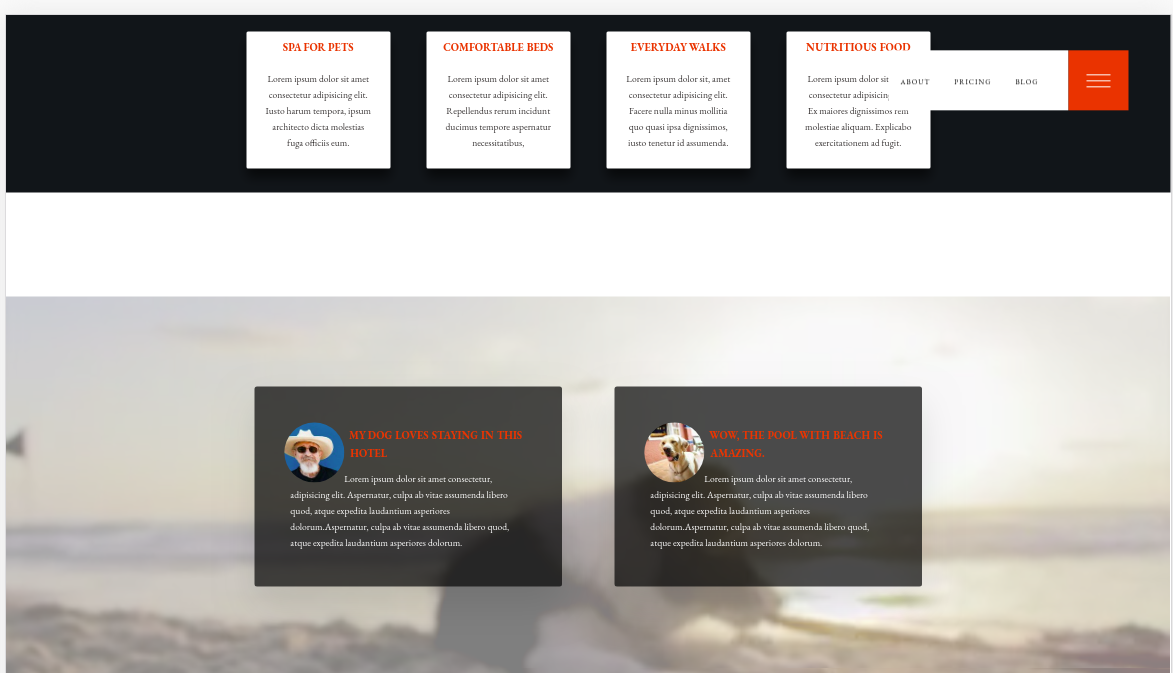 SPA FOR PETS
Lorem ipsum dolor sit amet
consectetur adipisicing elit.
Iusto harum tempora, ipsum
architecto dicta molestias
fuga officiis eum.
COMFORTABLE BEDS
Lorem ipsum dolor sit amet
consectetur adipisicing elit.
Repellendus rerum incidunt
ducimus tempore aspernatur
necessitatibus,
EVERYDAY WALKS
Lorem ipsum dolor sit, amet
consectetur adipisicing elit.
Facere nulla minus mollitia
quo quasi ipsa dignissimos,
iusto tenetur id assumenda.
NUTRITIOUS FOOD
Lorem ipsum dolor sit
consectetur adipisicing
Ex maiores dignissimos rem
molestiae aliquam. Explicabo
exercitationem ad fugit.
ABOUT PRICING BLOG
MY DOG LOVES STAYING IN THIS
HOTEL
Lorem ipsum dolor sit amet consectetur,
adipisicing elit. Aspernatur, culpa ab vitae assumenda libero
quod, atque expedita laudantium asperiores
dolorum.Aspernatur, culpa ab vitae assumenda libero quod,
atque expedita laudantium asperiores dolorum.
WOW, THE POOL WITH BEACH IS
AMAZING.
Lorem ipsum dolor sit amet consectetur,
adipisicing elit. Aspernatur, culpa ab vitae assumenda libero
quod, atque expedita laudantium asperiores
dolorum.Aspernatur, culpa ab vitae assumenda libero quod,
atque expedita laudantium asperiores dolorum.